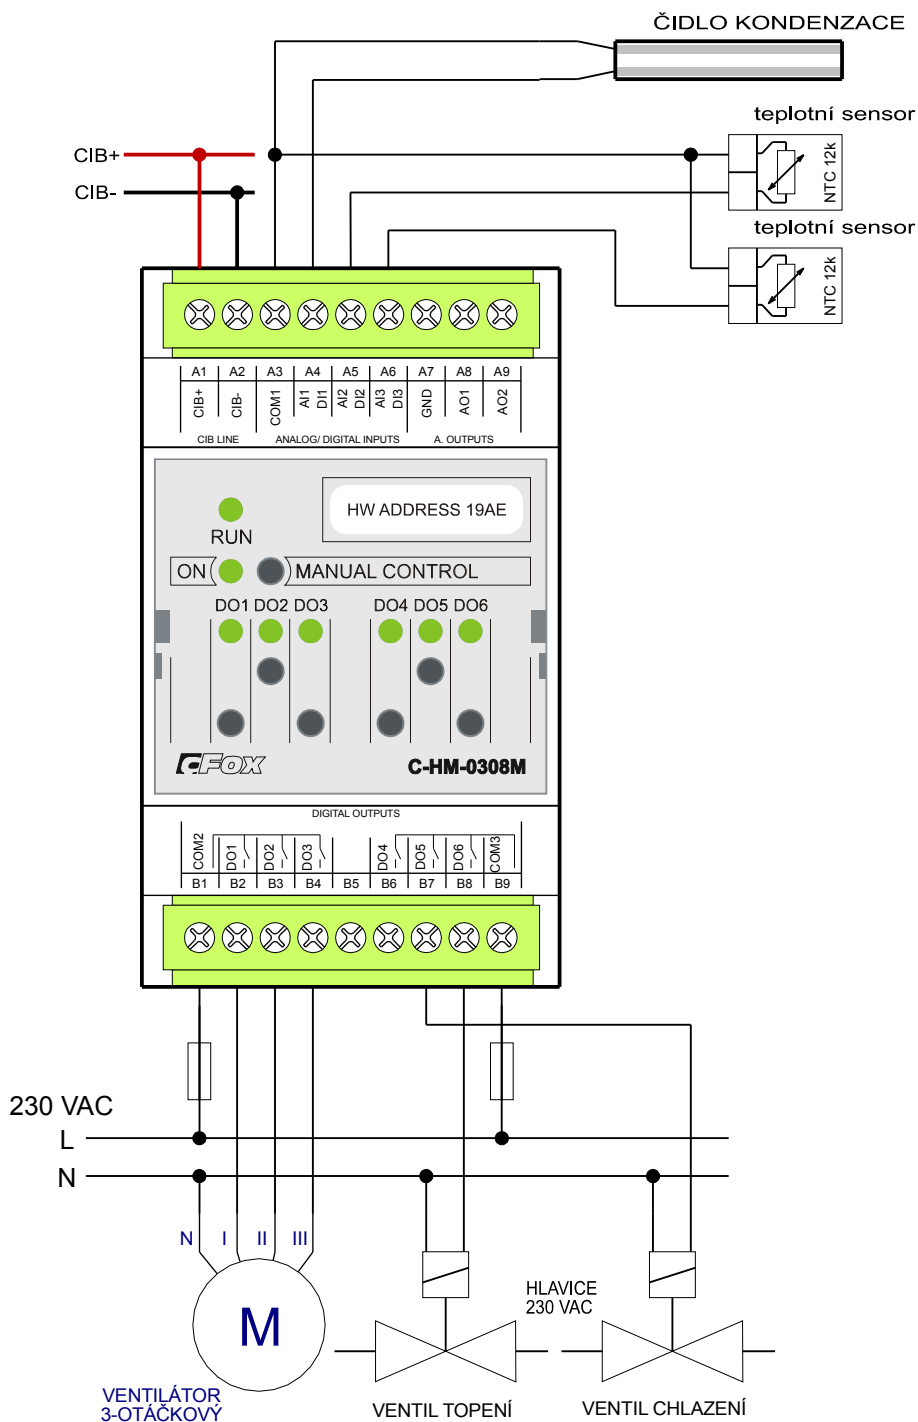 ČIDLO KONDENZACE
teplotní sensor
CIB+
NTC 12k
CIB-
teplotní sensor
NTC 12k
A1 A2 A3 A4 A5 A6 A7 A8 A9
CIB+ CIB- COM1 AI1 DI1 AI2 DI2 AI3 DI3 GND AO1 AO2
CIB LINE ANALOG/ DIGITAL INPUTS A. OUTPUTS
HW ADDRESS 19AE
RUN
ON MANUAL CONTROL
DO1 DO2 DO3 DO4 DO5 DO6
CFOX C-HM-0308M
DIGITAL OUTPUTS
COM2 DO1 DO2 DO3 DO4 DO5 DO6 COM3
B1 B2 B3 B4 B5 B6 B7 B8 B9
230 VAC
L
N
N I II III
M
HLAVICE
230 VAC
VENTILÁTOR
3-OTÁČKOVÝ
VENTIL TOPENÍ
VENTIL CHLAZENÍ